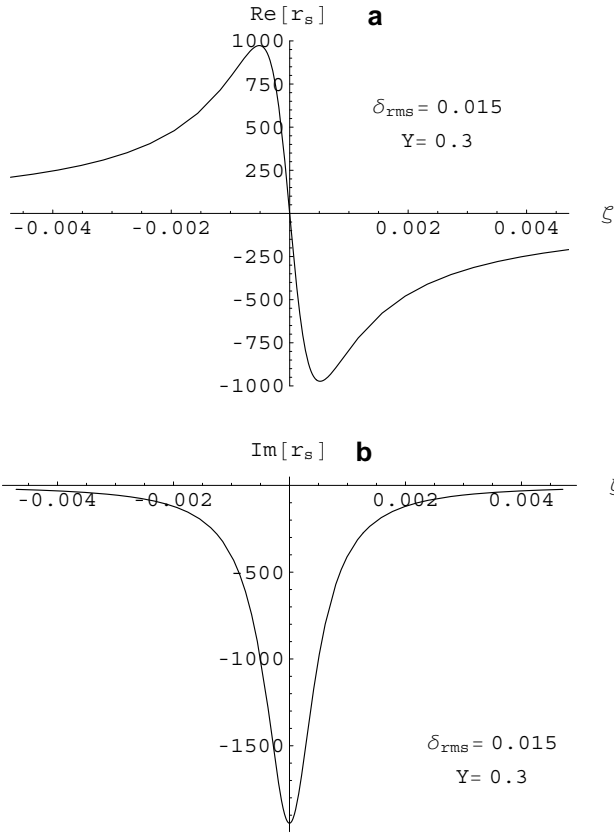 Re[r_s] a
1000
750
500
250
δ_rms = 0.015
Y= 0.3
-0.004 -0.002 0.002 0.004 ζ
-250
-500
-750
-1000
Im[r_s] b
-0.004 -0.002 0.002 0.004 ζ
-500
-1000
-1500
δ_rms = 0.015
Y= 0.3